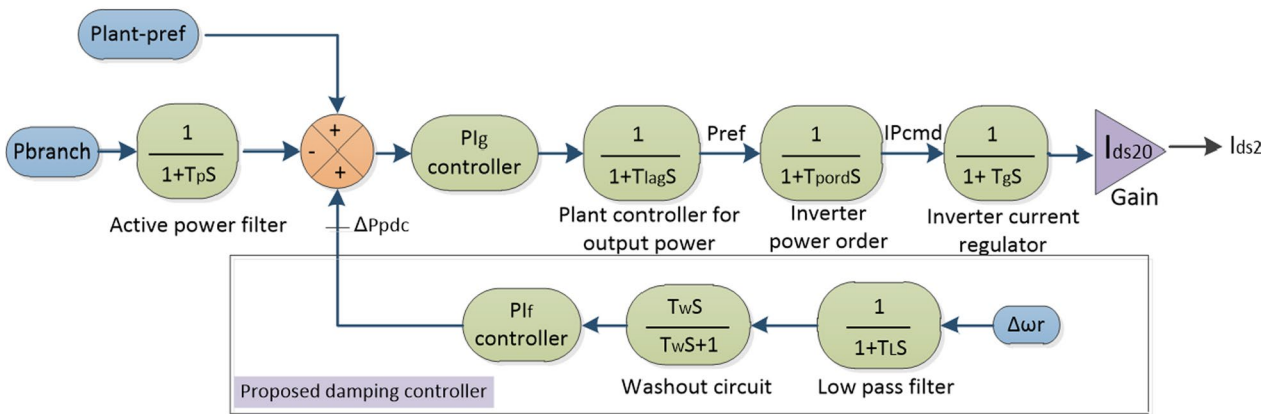 Plant-pref
Pbranch
1
1+TpS
Active power filter
+
-
+
PIg
controller
1
1+TlagS
Plant controller for
output power
Pref
1
1+TpordS
Inverter
power order
IPcmd
1
1+ TgS
Inverter current
regulator
Ids20
Gain
Ids2
ΔPpdc
PIf
controller
TwS
TwS+1
Washout circuit
1
1+TLS
Low pass filter
Δωr
Proposed damping controller